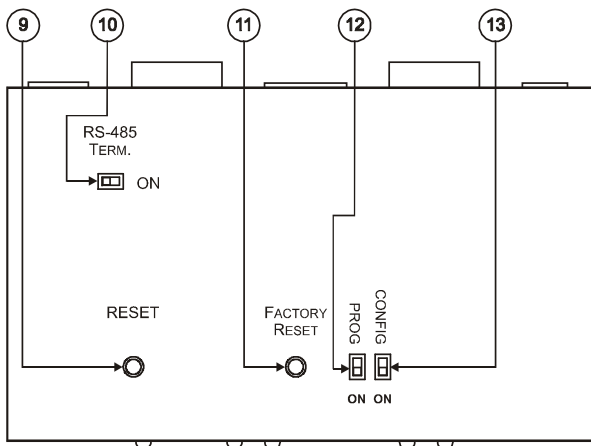 9 10 11 12 13
RS-485
TERM.
ON
RESET
FACTORY
RESET
PROG
CONFIG
ON ON